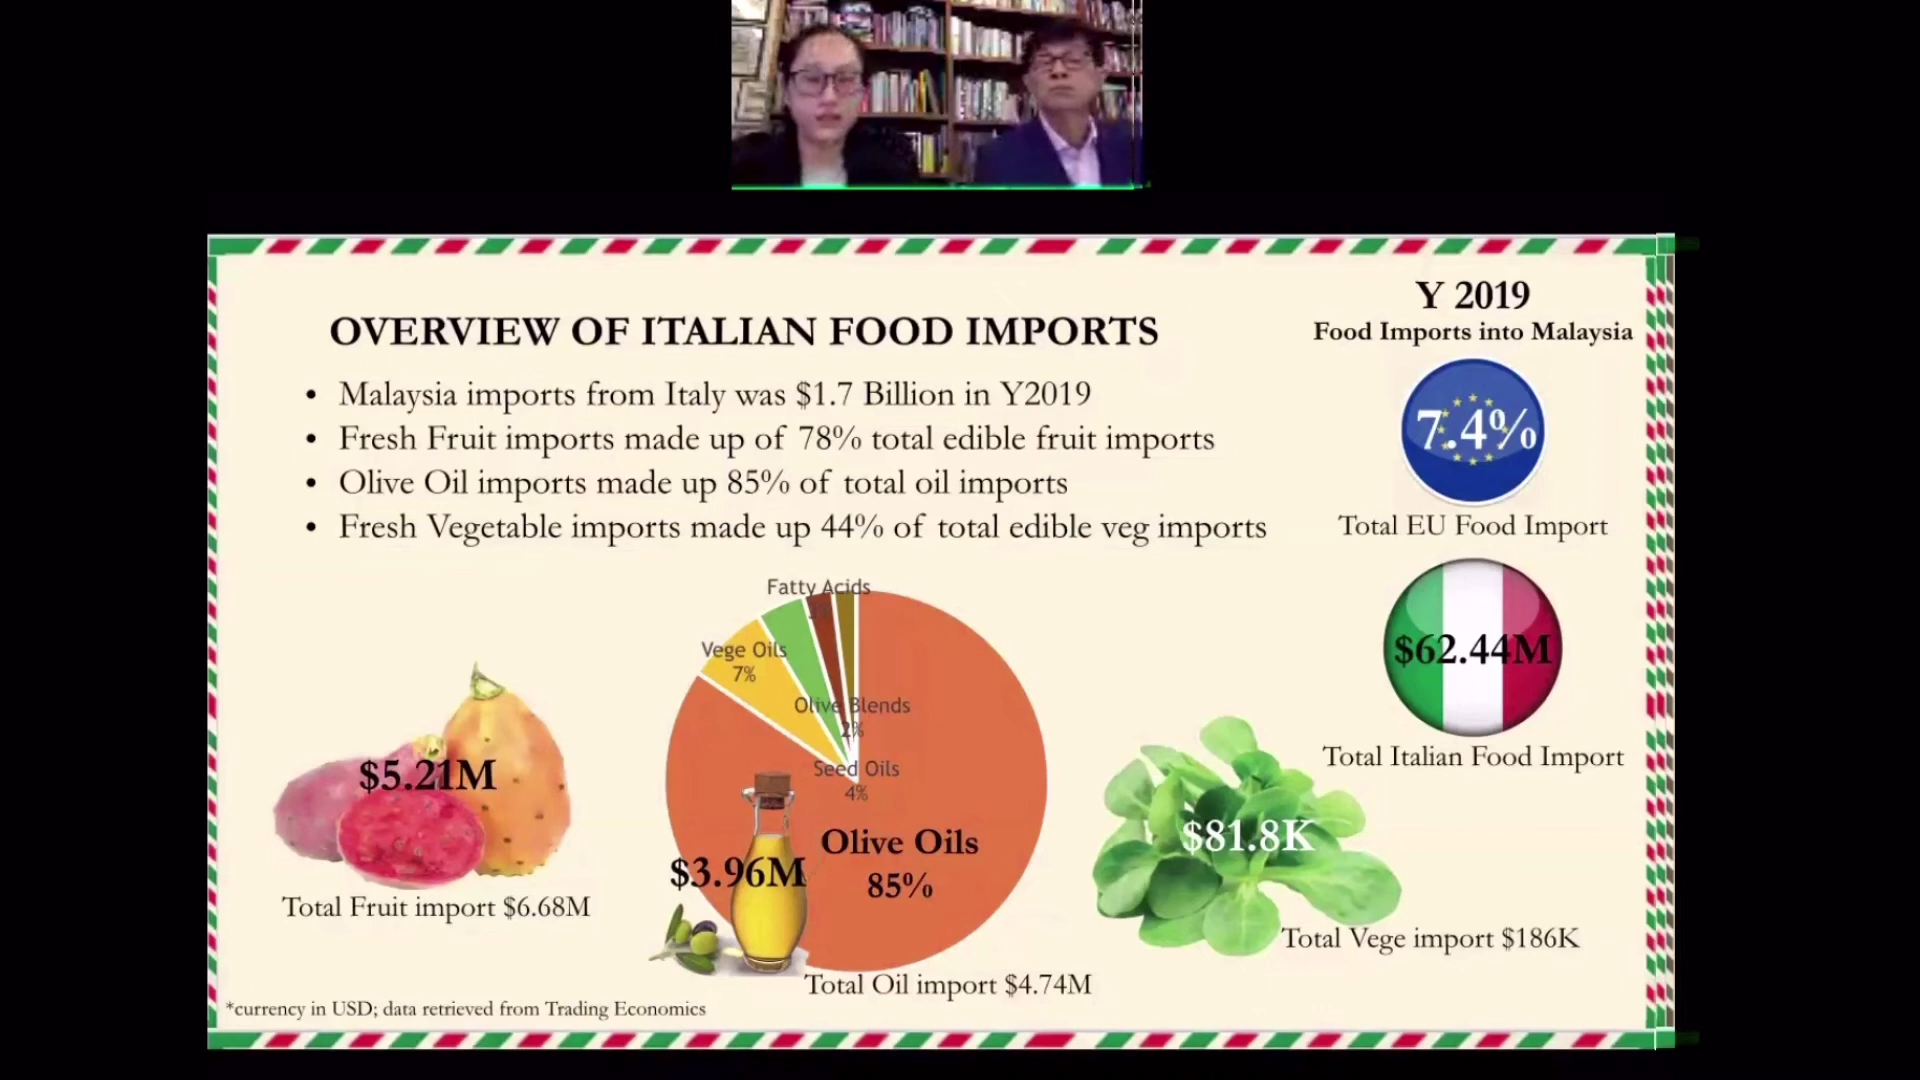 Y 2019
Food Imports into Malaysia
OVERVIEW OF ITALIAN FOOD IMPORTS
• Malaysia imports from Italy was $1.7 Billion in Y2019
• Fresh Fruit imports made up of 78% total edible fruit imports
• Olive Oil imports made up 85% of total oil imports
• Fresh Vegetable imports made up 44% of total edible veg imports
7.4%
Total EU Food Import
$62.44M
Total Italian Food Import
Fatty Acids
Vege Oils
7%
Olive Blends
2%
Seed Oils
4%
Olive Oils
85%
$5.21M
Total Fruit import $6.68M
$3.96M
Total Oil import $4.74M
$81.8K
Total Vege import $186K
*currency in USD; data retrieved from Trading Economics